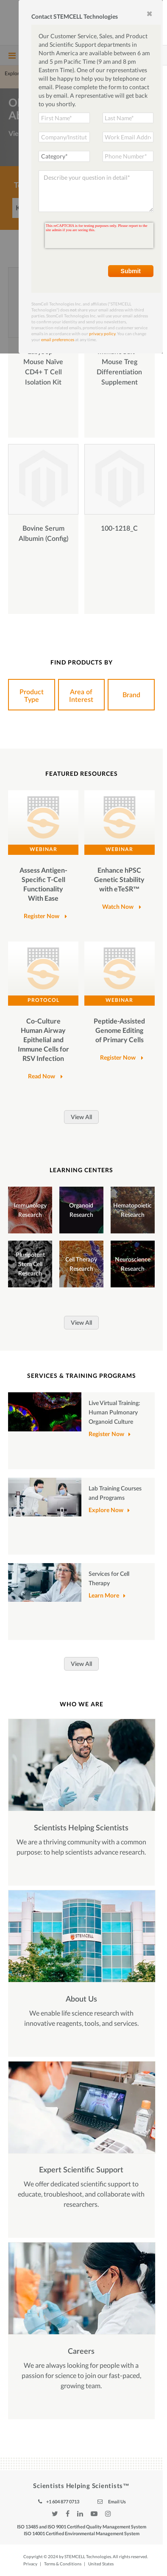 Contact STEMCELL Technologies
Our Customer Service, Sales, and Product
and Scientific Support departments in
North America are available between 6 am
and 5 pm Pacific Time (9 am and 8 pm
Eastern Time). One of our representatives
will be happy to help you by telephone or
email. Please complete the form below to
contact us by email. A representative will get back
to you shortly.
First Name*
Last Name*
Company/Institut
Work Email Addr
Category*
Phone Number*
Describe your question in detail*
This reCAPTCHA is for testing purposes only. Please report to the
site admin if you are seeing this.
Submit
privacy policy
email preferences
Explor
Mouse Naïve
CD4+ T Cell
Isolation Kit
Mouse Treg
Differentiation
Supplement
Bovine Serum
Albumin (Config)
100-1218_C
FIND PRODUCTS BY
Product
Type
Area of
Interest
Brand
FEATURED RESOURCES
WEBINAR
Assess Antigen-
Specific T-Cell
Functionality
With Ease
Register Now
WEBINAR
Enhance hPSC
Genetic Stability
with eTeSR™
Watch Now
PROTOCOL
Co-Culture
Human Airway
Epithelial and
Immune Cells for
RSV Infection
Read Now
WEBINAR
Peptide-Assisted
Genome Editing
of Primary Cells
Register Now
View All
LEARNING CENTERS
Immunology
Research
Organoid
Research
Hematopoietic
Research
Pluripotent
Stem Cell
Research
Cell Therapy
Research
Neuroscience
Research
View All
SERVICES & TRAINING PROGRAMS
Live Virtual Training:
Human Pulmonary
Organoid Culture
Register Now
Lab Training Courses
and Programs
Explore Now
Services for Cell
Therapy
Learn More
View All
WHO WE ARE
Scientists Helping Scientists
We are a thriving community with a common
purpose: to help scientists advance research.
About Us
We enable life science research with
innovative reagents, tools, and services.
Expert Scientific Support
We offer dedicated scientific support to
educate, troubleshoot, and collaborate with
researchers.
Careers
We are always looking for people with a
passion for science to join our fast-paced,
growing team.
Scientists Helping Scientists™
+1 604 877 0713
Email Us
ISO 13485 and ISO 9001 Certified Quality Management System
ISO 14001 Certified Environmental Management System
Copyright © 2024 by STEMCELL Technologies. All rights reserved.
Privacy | Terms & Conditions | United States